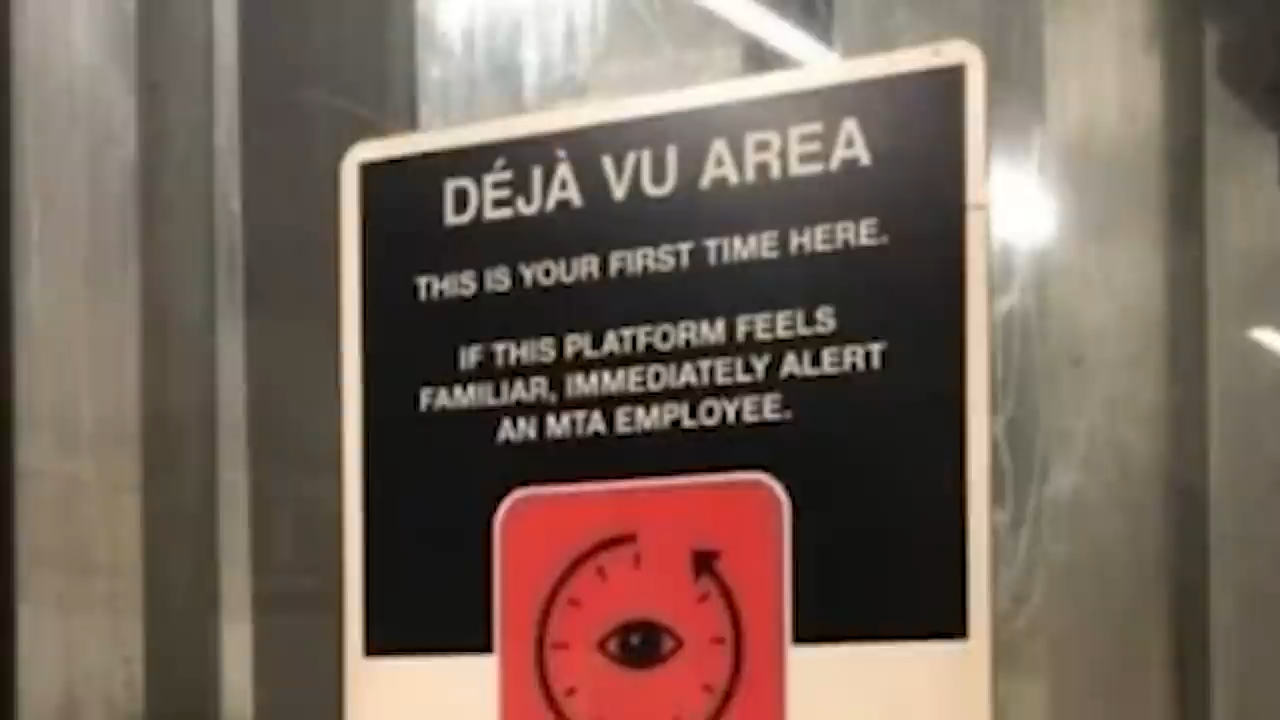 DÉJÀ VU AREA
THIS IS YOUR FIRST TIME HERE.
IF THIS PLATFORM FEELS
FAMILIAR, IMMEDIATELY ALERT
AN MTA EMPLOYEE.